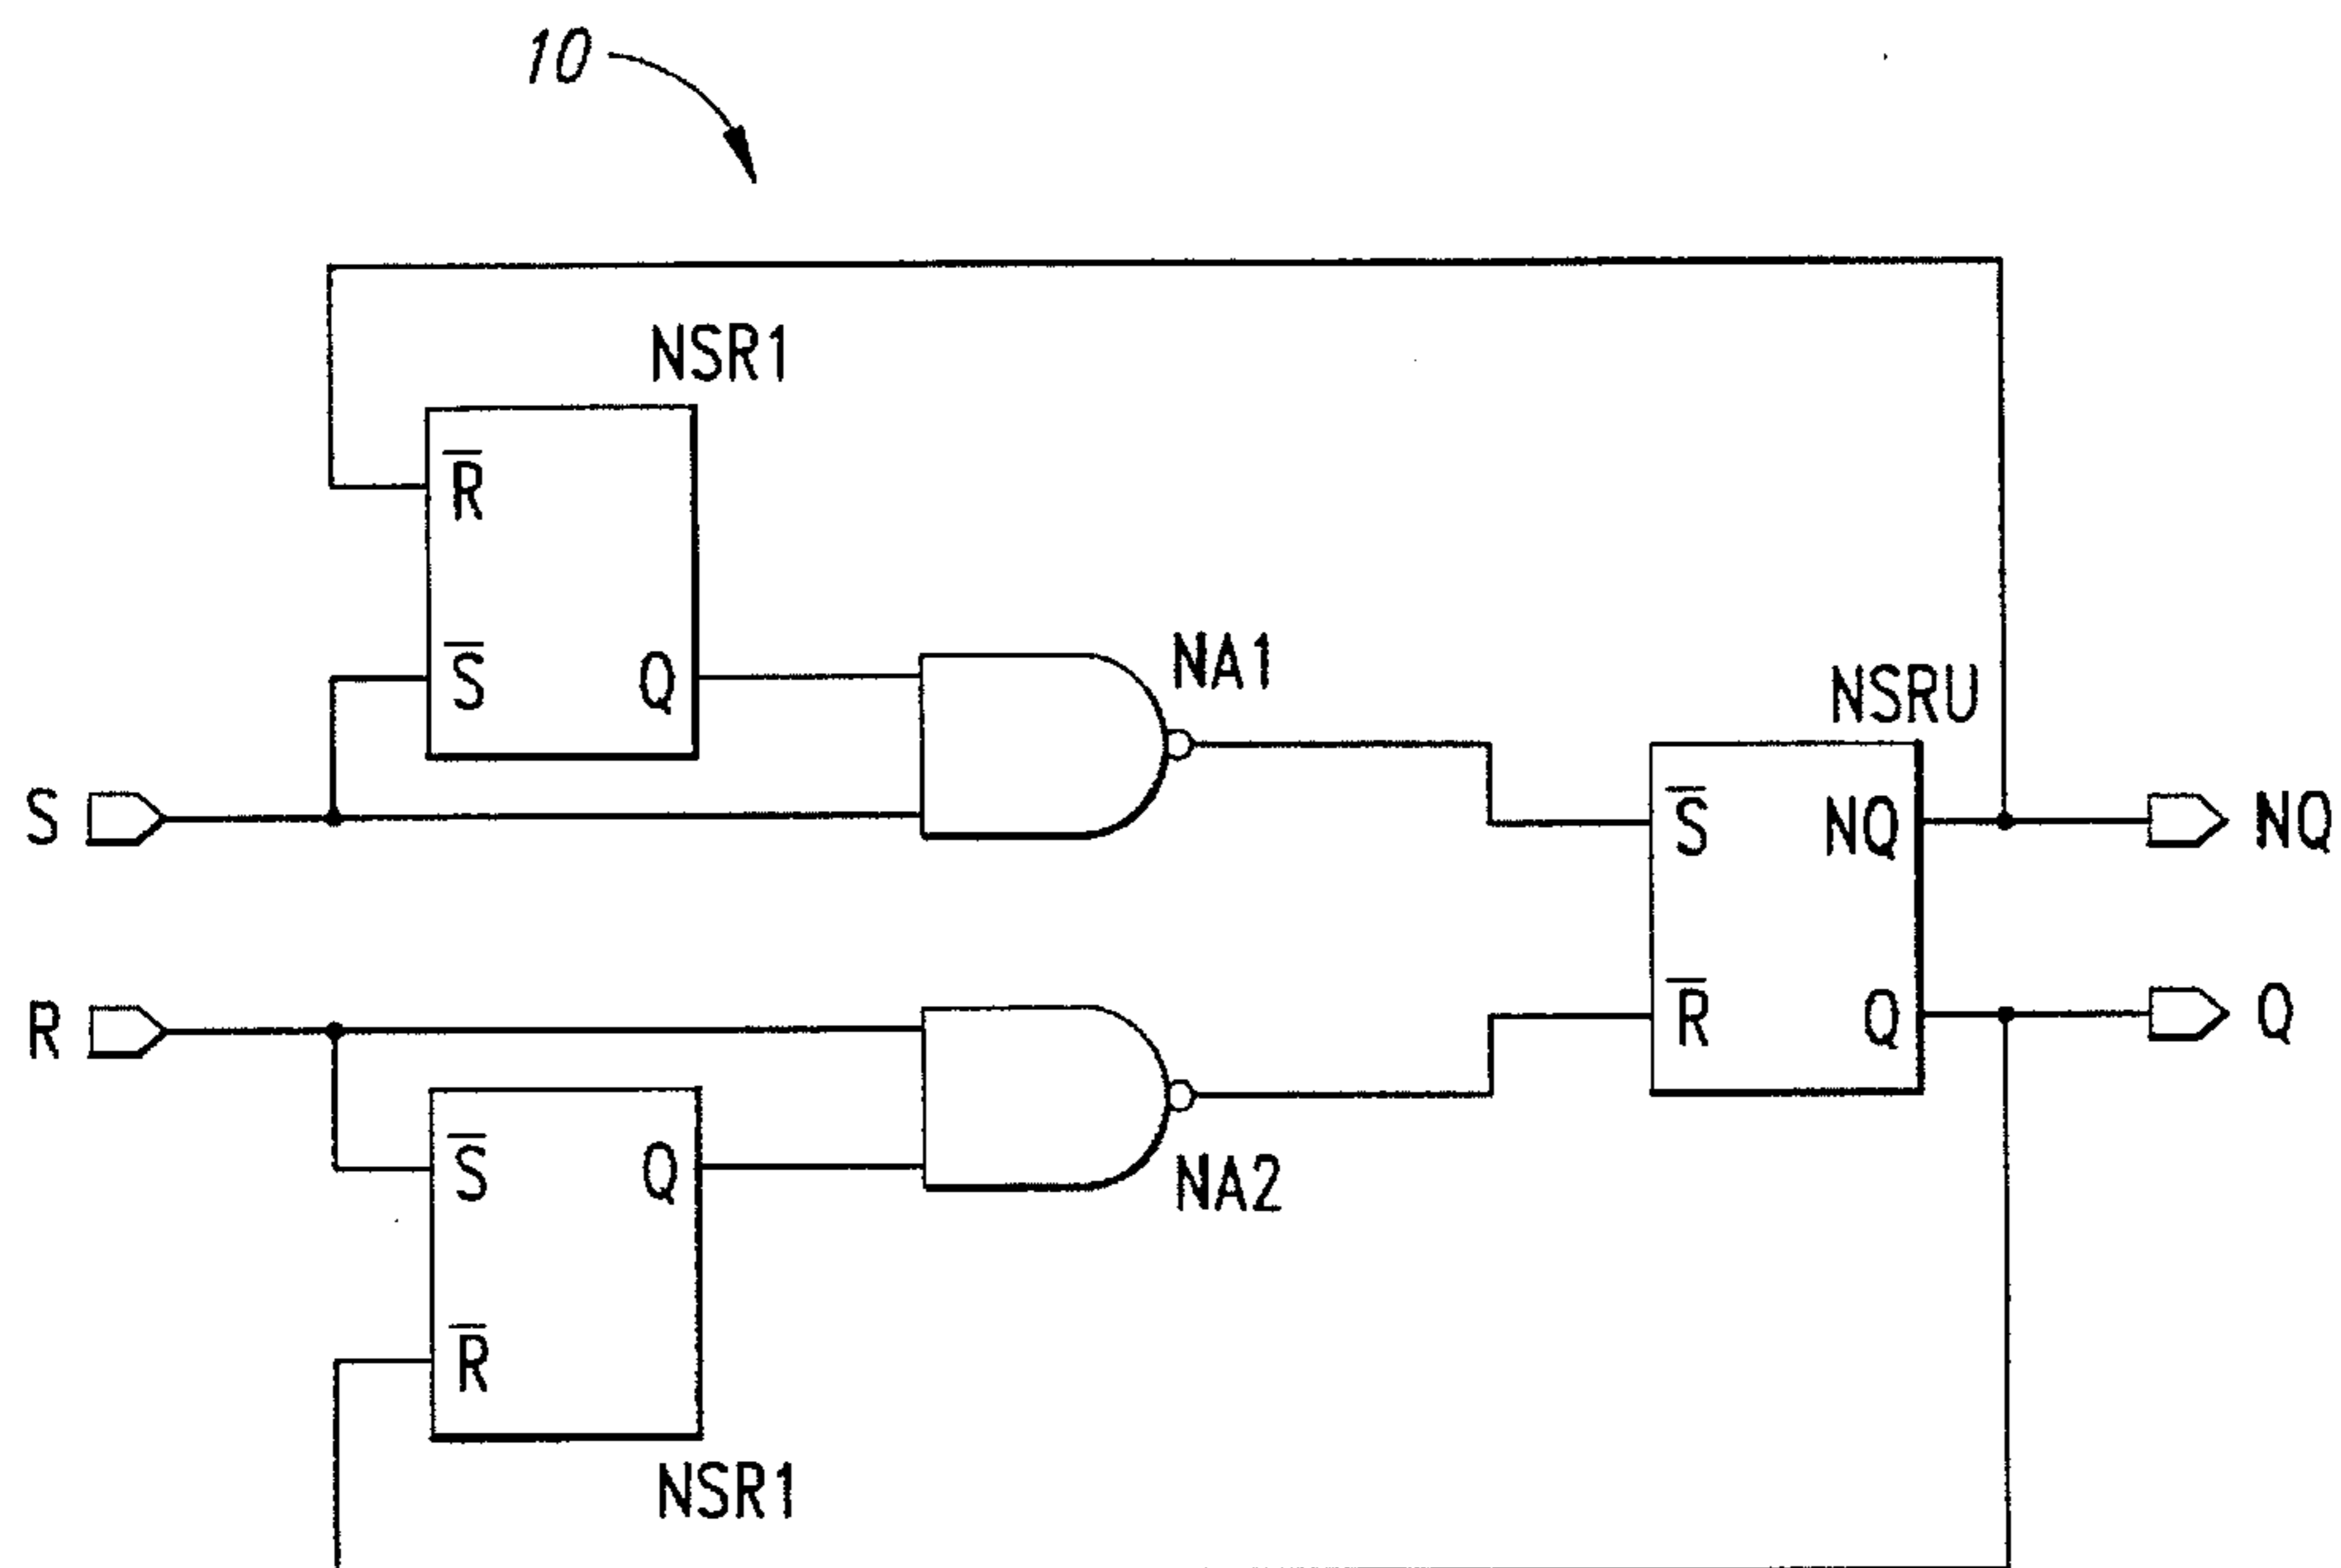 10
NSR1
R̅
S̅ Q
NA1
NSRU
S
S̅ NQ
NQ
R
R̅ Q
Q
S̅ Q
NA2
R̅
NSR1